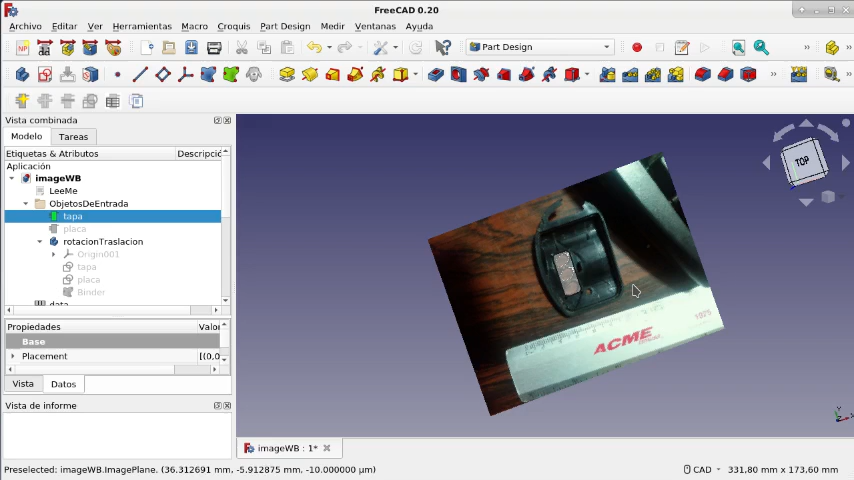 FreeCAD 0.20
Archivo Editar Ver Herramientas Macro Croquis Part Design Medir Ventanas Ayuda
Part Design
Vista combinada
Modelo Tareas
Etiquetas & Atributos Descripció
Aplicación
imageWB
LeeMe
ObjetosDeEntrada
tapa
placa
rotacionTraslacion
Origin001
tapa
placa
Binder
data
TOP
ACME
1025
Propiedades Valor
Base
Placement [(0,0
Vista Datos
Vista de informe
imageWB : 1*
Preselected: imageWB.ImagePlane. (36.312691 mm, -5.912875 mm, -10.000000 µm) CAD 331,80 mm x 173,60 mm